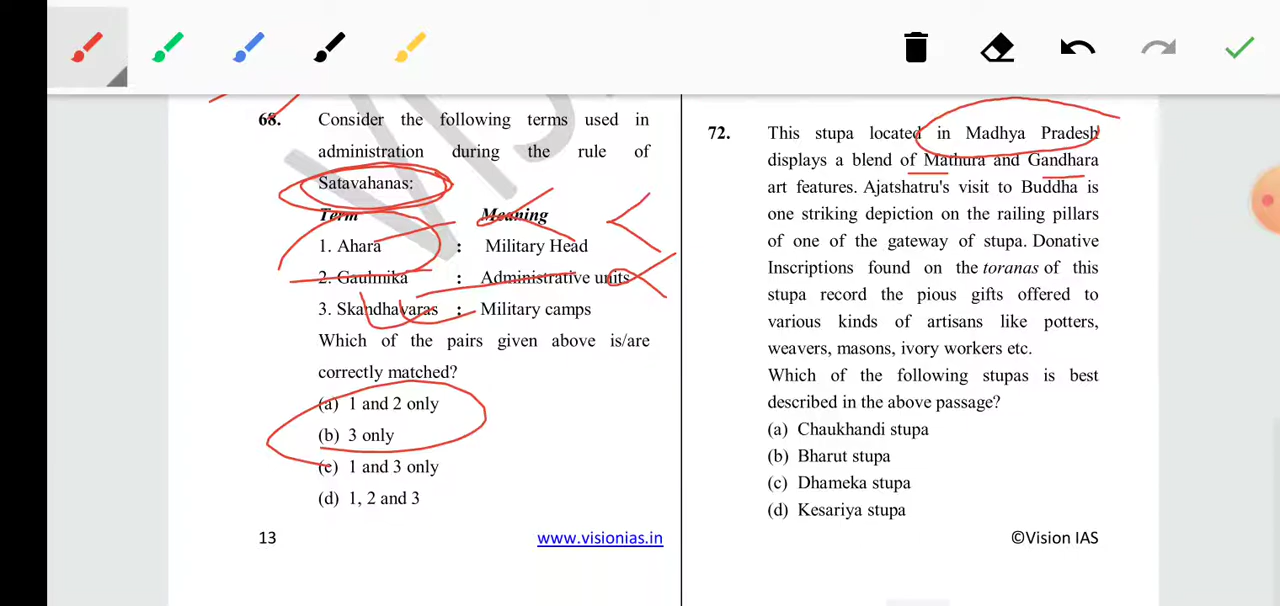 68. Consider the following terms used in
administration during the rule of
Satavahanas:
Term Meaning
1. Ahara : Military Head
2. Gaulmika : Administrative units
3. Skandhavaras : Military camps
Which of the pairs given above is/are
correctly matched?
(a) 1 and 2 only
(b) 3 only
(c) 1 and 3 only
(d) 1, 2 and 3
13 www.visionias.in
72. This stupa located in Madhya Pradesh
displays a blend of Mathura and Gandhara
art features. Ajatshatru's visit to Buddha is
one striking depiction on the railing pillars
of one of the gateway of stupa. Donative
Inscriptions found on the toranas of this
stupa record the pious gifts offered to
various kinds of artisans like potters,
weavers, masons, ivory workers etc.
Which of the following stupas is best
described in the above passage?
(a) Chaukhandi stupa
(b) Bharut stupa
(c) Dhameka stupa
(d) Kesariya stupa
©Vision IAS